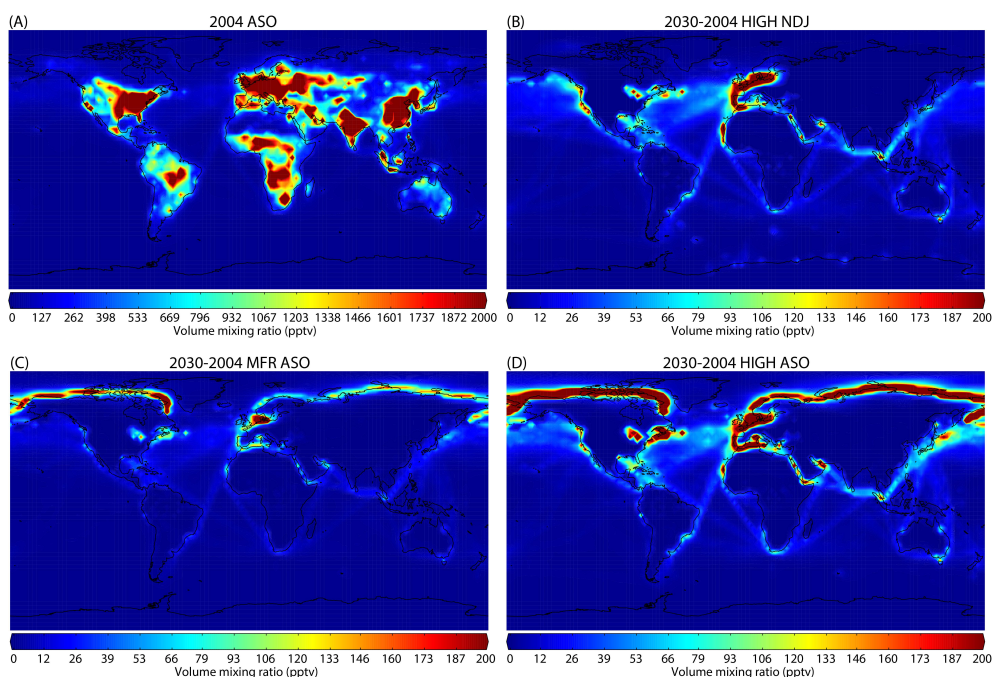 (A) 2004 ASO
(B) 2030-2004 HIGH NDJ
0 127 262 398 533 669 796 932 1067 1203 1338 1466 1601 1737 1872 2000
Volume mixing ratio (pptv)
0 12 26 39 53 66 79 93 106 120 133 146 160 173 187 200
Volume mixing ratio (pptv)
(C) 2030-2004 MFR ASO
(D) 2030-2004 HIGH ASO
0 12 26 39 53 66 79 93 106 120 133 146 160 173 187 200
Volume mixing ratio (pptv)
0 12 26 39 53 66 79 93 106 120 133 146 160 173 187 200
Volume mixing ratio (pptv)